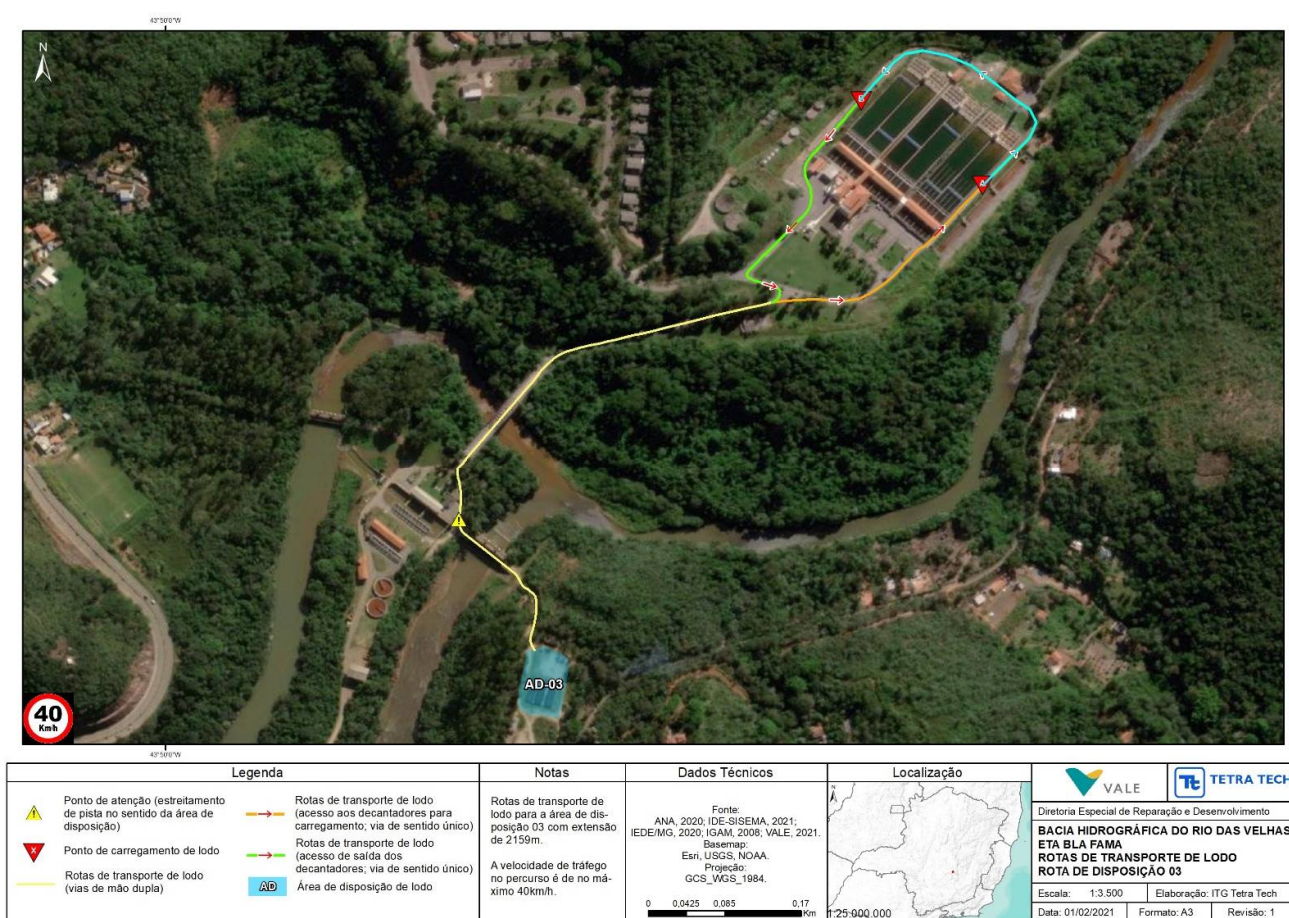 43°50'0"W
N
B
A
AD-03
40
Km/h
43°50'0"W
Legenda
Ponto de atenção (estreitamento
de pista no sentido da área de
disposição)
X
Ponto de carregamento de lodo
Rotas de transporte de lodo
(vias de mão dupla)
Rotas de transporte de lodo
(acesso aos decantadores para
carregamento; via de sentido único)
Rotas de transporte de lodo
(acesso de saída dos
decantadores; via de sentido único)
AD
Área de disposição de lodo
Notas
Rotas de transporte de
lodo para a área de dis-
posição 03 com extensão
de 2159m.
A velocidade de tráfego
no percurso é de no má-
ximo 40km/h.
Dados Técnicos
Fonte:
ANA, 2020; IDE-SISEMA, 2021;
IEDE/MG, 2020; IGAM, 2008; VALE, 2021.
Basemap:
Esri, USGS, NOAA.
Projeção:
GCS_WGS_1984.
0 0,0425 0,085 0,17
Km
Localização
N
1:25.000.000
VALE
Tt TETRA TECH
Diretoria Especial de Reparação e Desenvolvimento
BACIA HIDROGRÁFICA DO RIO DAS VELHAS
ETA BLA FAMA
ROTAS DE TRANSPORTE DE LODO
ROTA DE DISPOSIÇÃO 03
Escala: 1:3.500 Elaboração: ITG Tetra Tech
Data: 01/02/2021 Formato: A3 Revisão: 1